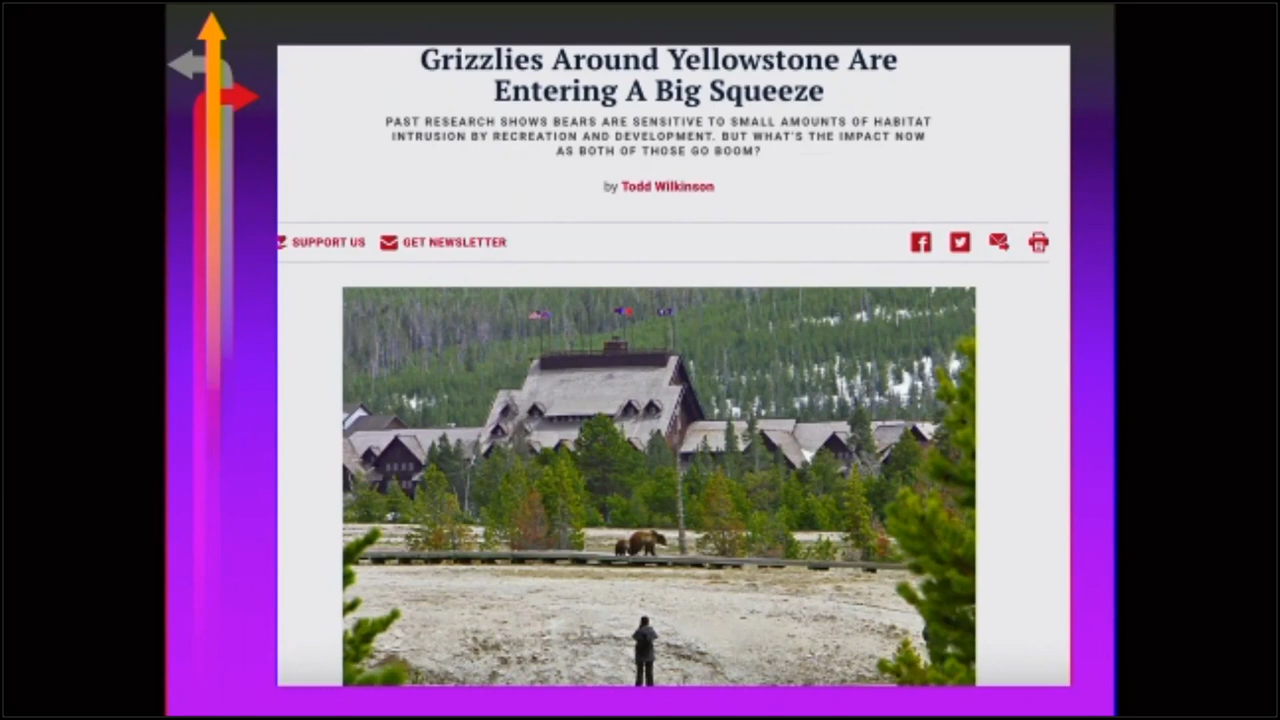 Grizzlies Around Yellowstone Are
Entering A Big Squeeze
PAST RESEARCH SHOWS BEARS ARE SENSITIVE TO SMALL AMOUNTS OF HABITAT
INTRUSION BY RECREATION AND DEVELOPMENT. BUT WHAT'S THE IMPACT NOW
AS BOTH OF THOSE GO BOOM?
by Todd Wilkinson
SUPPORT US GET NEWSLETTER